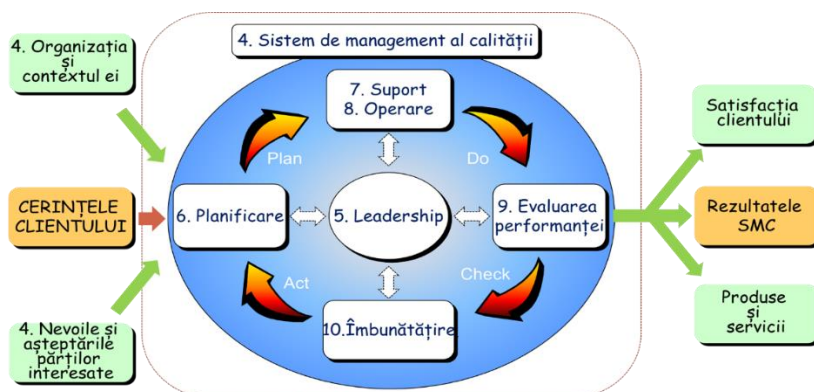 4. Sistem de management al calității
4. Organizația
și
contextul ei
CERINȚELE
CLIENTULUI
4. Nevoile și
așteptările
părților
interesate
7. Suport
8. Operare
Plan
Do
6. Planificare
5. Leadership
9. Evaluarea
performanței
Act
Check
10.Îmbunătățire
Satisfacția
clientului
Rezultatele
SMC
Produse
și
servicii